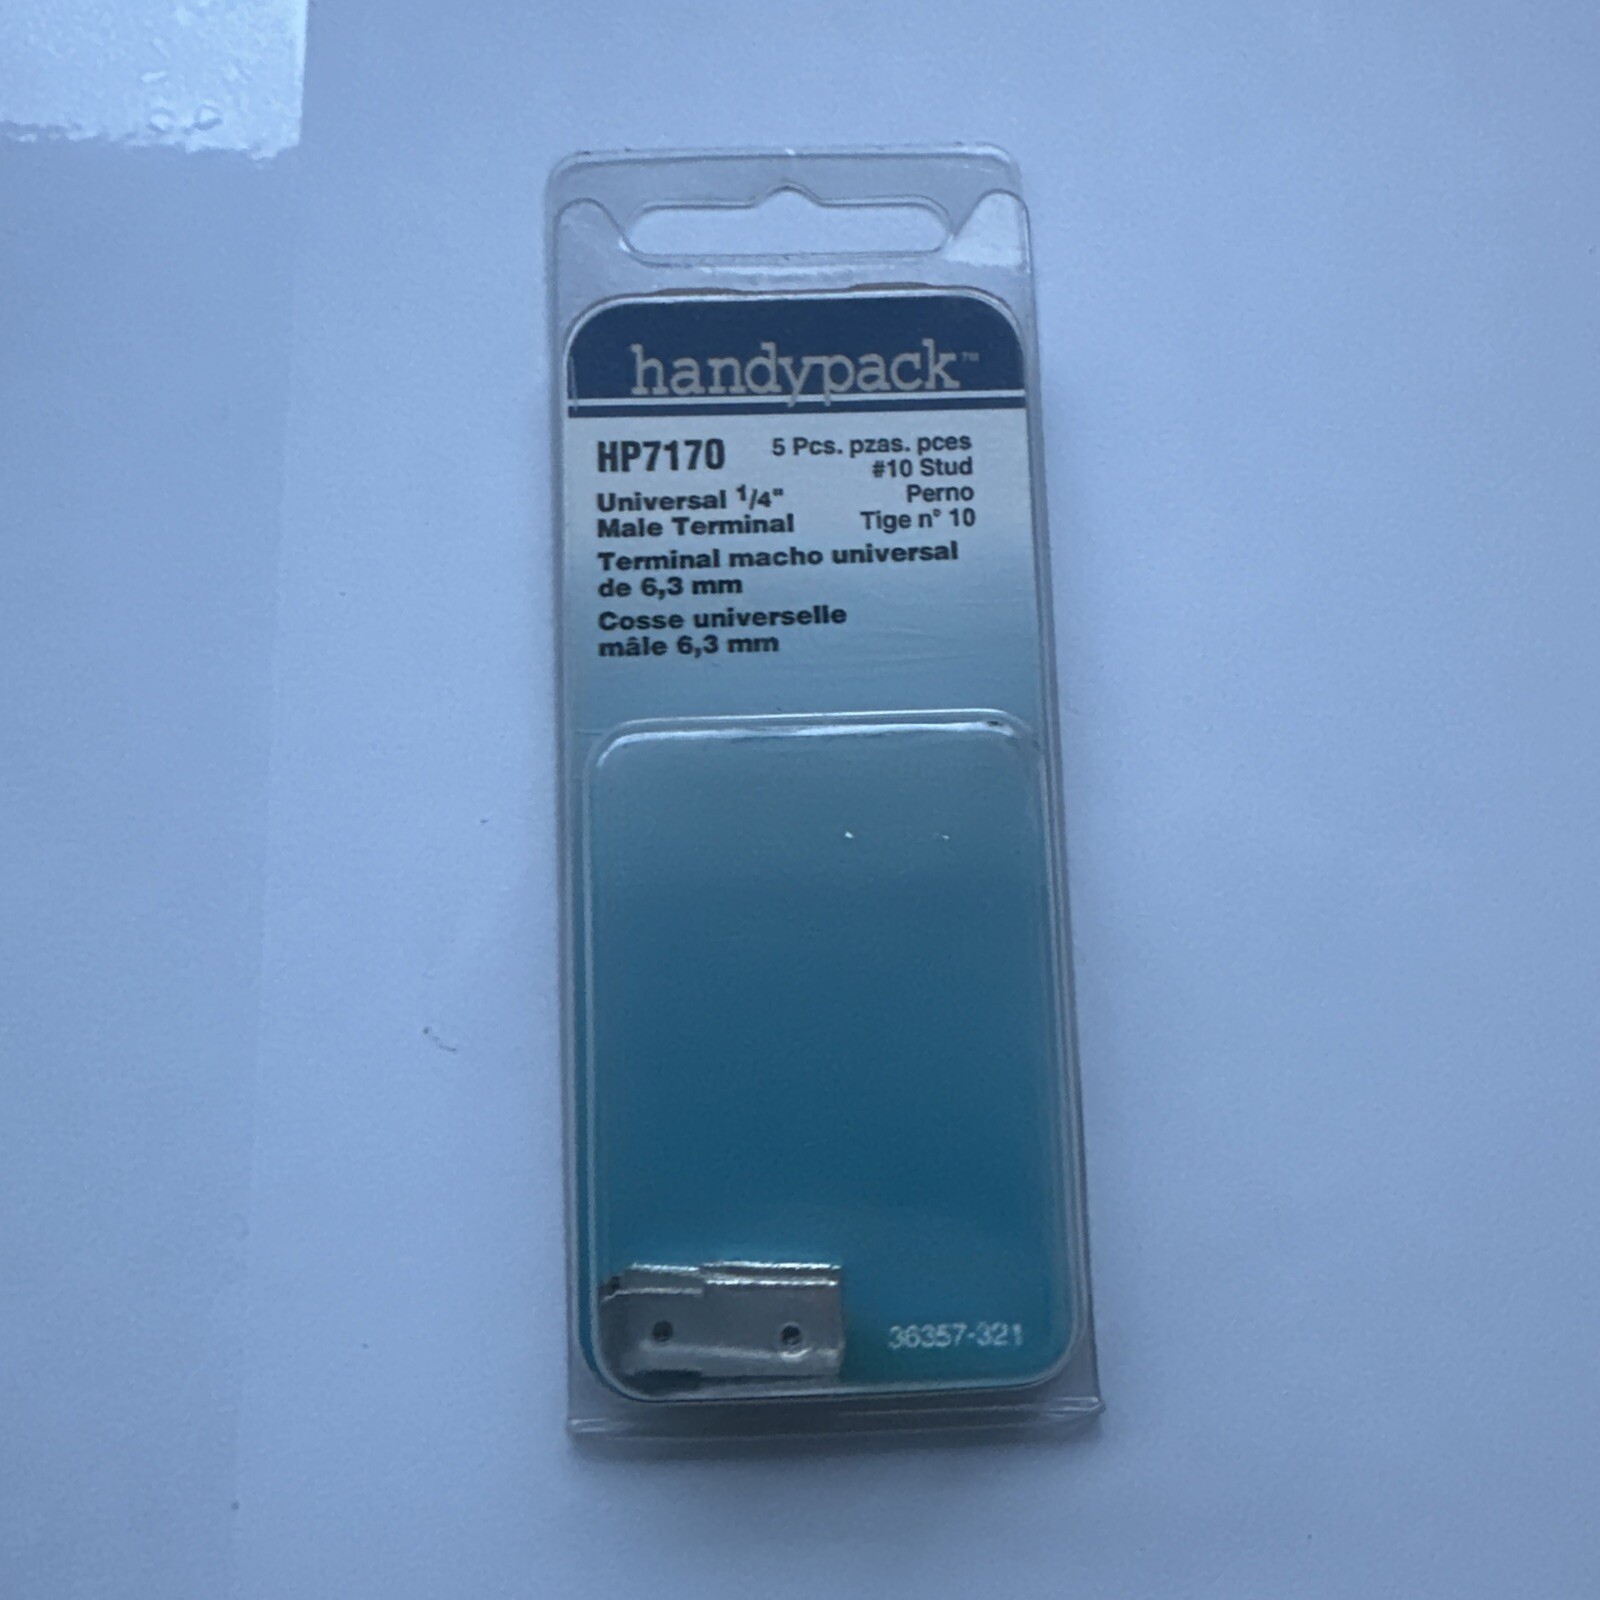 handypack™
HP7170
5 Pcs. pzas. pces
#10 Stud
Perno
Tige n° 10
Universal 1/4"
Male Terminal
Terminal macho universal
de 6,3 mm
Cosse universelle
mâle 6,3 mm
36357-321